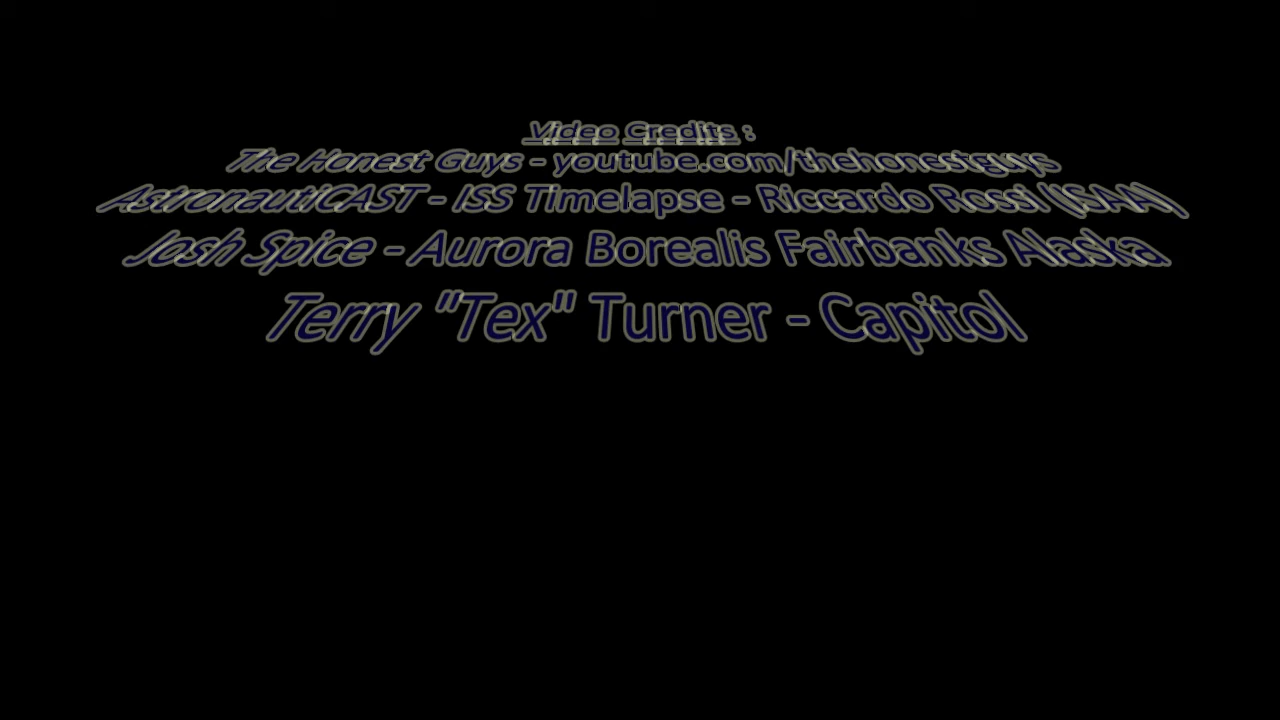 Video Credits :
The Honest Guys - youtube.com/thehonestguys
AstronautiCAST - ISS Timelapse - Riccardo Rossi (ISAA)
Josh Spice - Aurora Borealis Fairbanks Alaska
Terry "Tex" Turner - Capitol